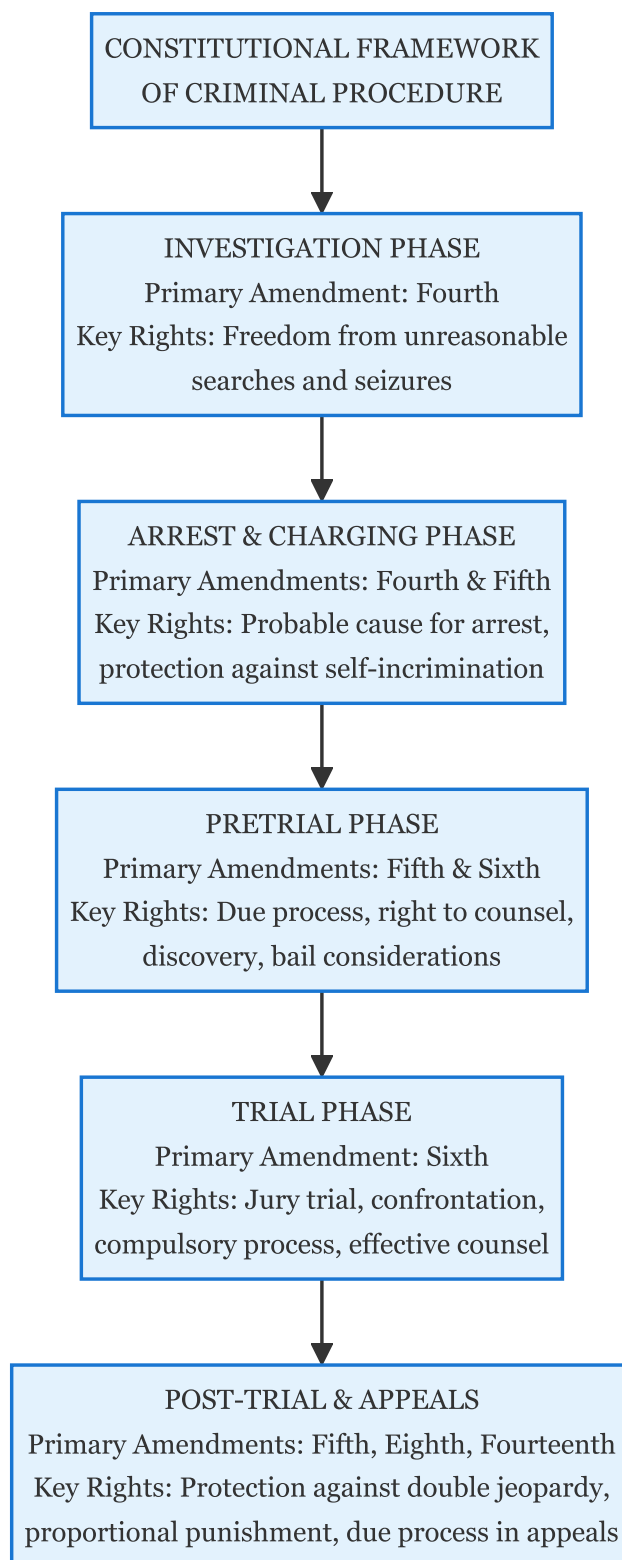 CONSTITUTIONAL FRAMEWORK
OF CRIMINAL PROCEDURE
INVESTIGATION PHASE
Primary Amendment: Fourth
Key Rights: Freedom from unreasonable
searches and seizures
ARREST & CHARGING PHASE
Primary Amendments: Fourth & Fifth
Key Rights: Probable cause for arrest,
protection against self-incrimination
PRETRIAL PHASE
Primary Amendments: Fifth & Sixth
Key Rights: Due process, right to counsel,
discovery, bail considerations
TRIAL PHASE
Primary Amendment: Sixth
Key Rights: Jury trial, confrontation,
compulsory process, effective counsel
POST-TRIAL & APPEALS
Primary Amendments: Fifth, Eighth, Fourteenth
Key Rights: Protection against double jeopardy,
proportional punishment, due process in appeals